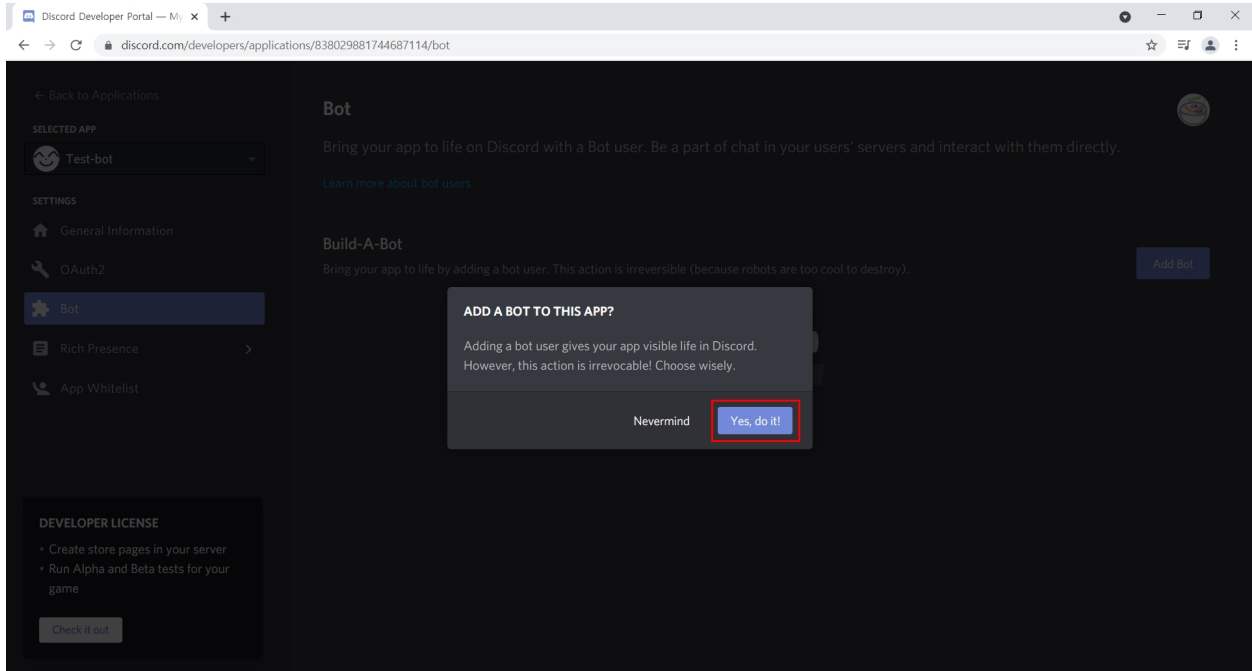 Discord Developer Portal — My
discord.com/developers/applications/838029881744687114/bot
← Back to Applications
SELECTED APP
Test-bot
SETTINGS
General Information
OAuth2
Bot
Rich Presence
App Whitelist
DEVELOPER LICENSE
• Create store pages in your server
• Run Alpha and Beta tests for your
game
Check it out
Bot
Bring your app to life on Discord with a Bot user. Be a part of chat in your users' servers and interact with them directly.
Learn more about bot users
Build-A-Bot
Bring your app to life by adding a bot user. This action is irreversible (because robots are too cool to destroy).
Add Bot
ADD A BOT TO THIS APP?
Adding a bot user gives your app visible life in Discord.
However, this action is irrevocable! Choose wisely.
Nevermind
Yes, do it!